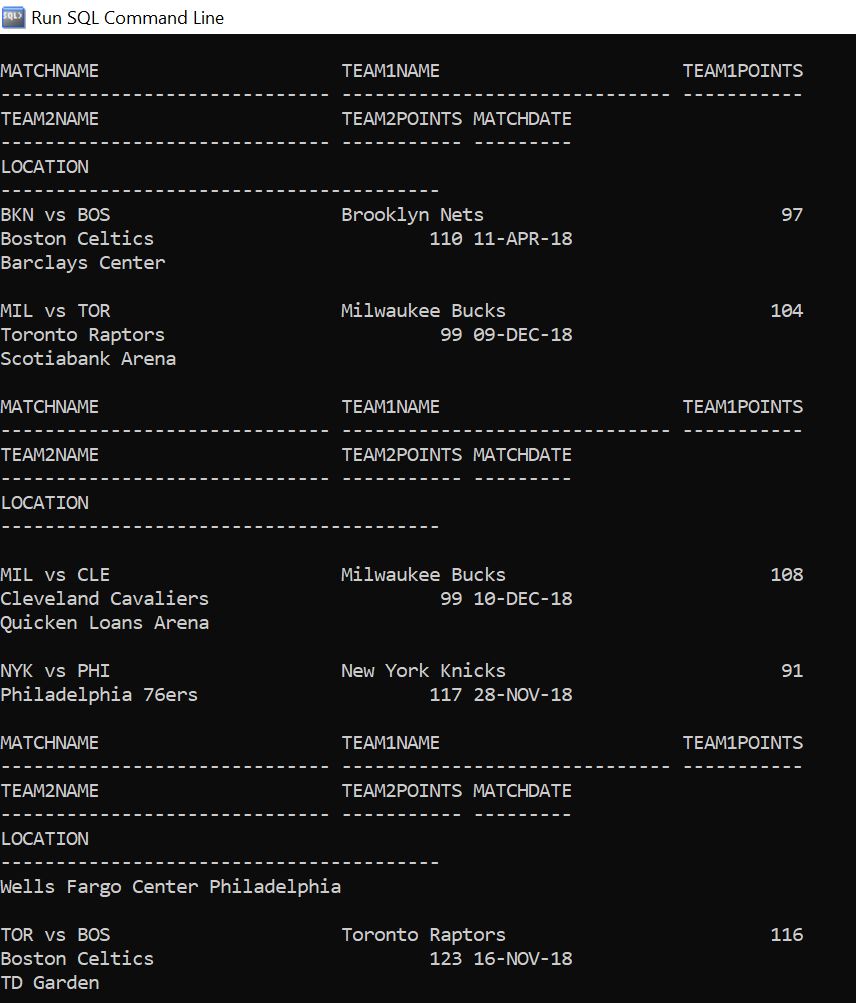 SQL>
Run SQL Command Line
MATCHNAME                      TEAM1NAME                      TEAM1POINTS
------------------------------ ------------------------------ -----------
TEAM2NAME                      TEAM2POINTS MATCHDATE
------------------------------ ----------- ---------
LOCATION
----------------------------------------
BKN vs BOS                     Brooklyn Nets                           97
Boston Celtics                         110 11-APR-18
Barclays Center

MIL vs TOR                     Milwaukee Bucks                        104
Toronto Raptors                         99 09-DEC-18
Scotiabank Arena

MATCHNAME                      TEAM1NAME                      TEAM1POINTS
------------------------------ ------------------------------ -----------
TEAM2NAME                      TEAM2POINTS MATCHDATE
------------------------------ ----------- ---------
LOCATION
----------------------------------------

MIL vs CLE                     Milwaukee Bucks                        108
Cleveland Cavaliers                     99 10-DEC-18
Quicken Loans Arena

NYK vs PHI                     New York Knicks                         91
Philadelphia 76ers                     117 28-NOV-18

MATCHNAME                      TEAM1NAME                      TEAM1POINTS
------------------------------ ------------------------------ -----------
TEAM2NAME                      TEAM2POINTS MATCHDATE
------------------------------ ----------- ---------
LOCATION
----------------------------------------
Wells Fargo Center Philadelphia

TOR vs BOS                     Toronto Raptors                        116
Boston Celtics                         123 16-NOV-18
TD Garden